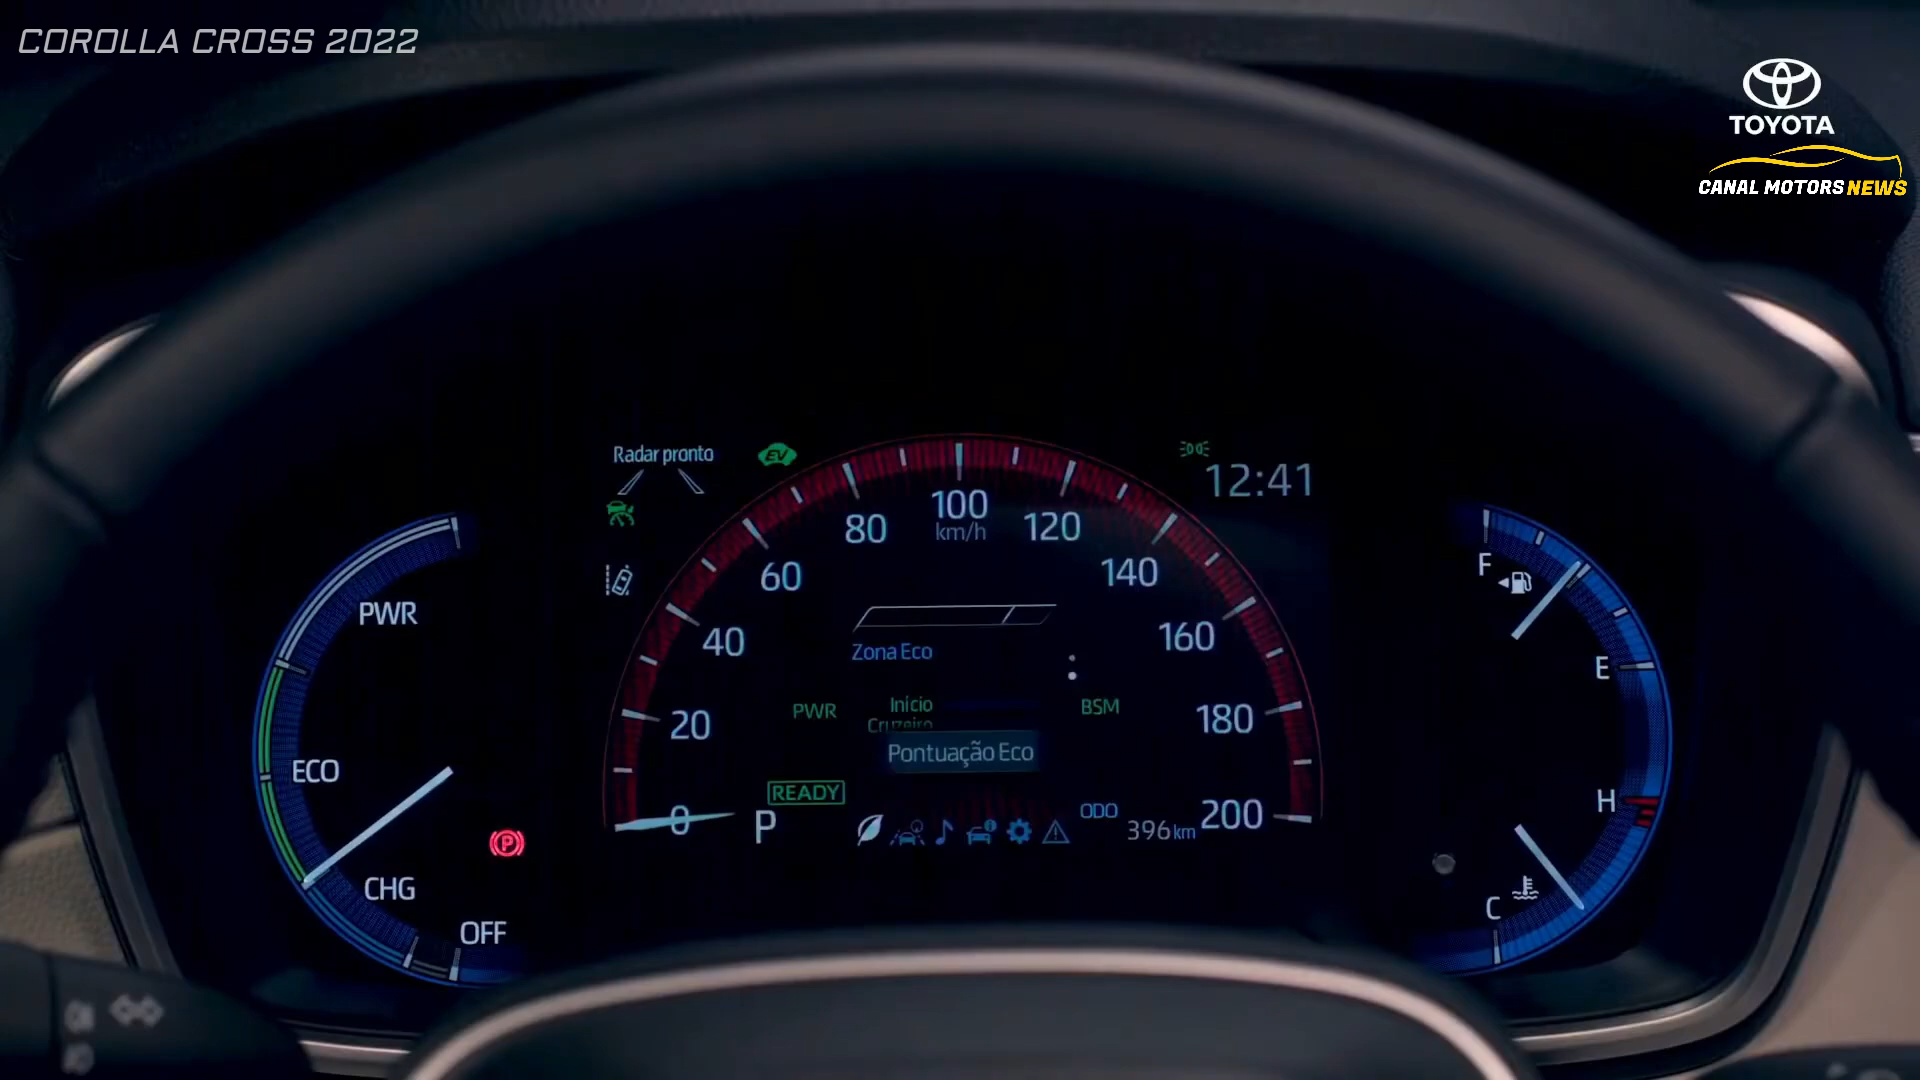 COROLLA CROSS 2022
TOYOTA
CANAL MOTORS NEWS
Radar pronto
EV
12:41
100
km/h
80
120
60
140
40
160
20
180
0
200
PWR
ECO
CHG
OFF
P
Zona Eco
PWR
Início
Cruzeiro
BSM
Pontuação Eco
READY
P
ODO
396 km
F
E
H
C